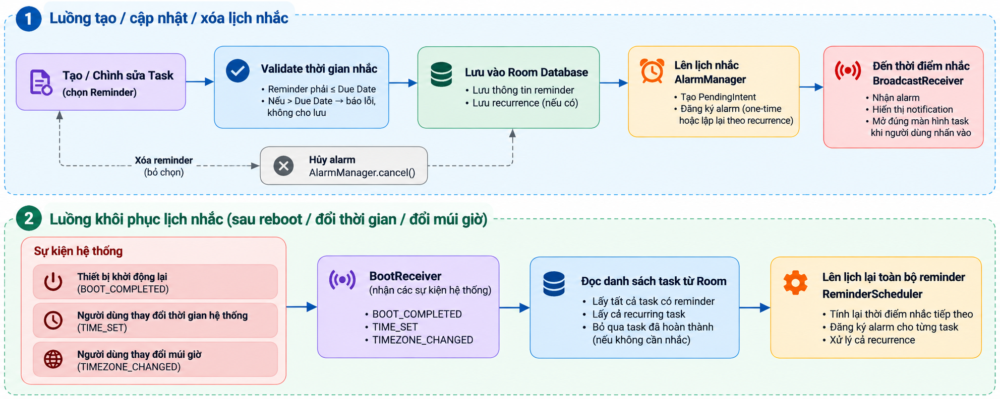 1 Luồng tạo / cập nhật / xóa lịch nhắc
Tạo / Chình sửa Task
(chọn Reminder)
Validate thời gian nhắc
• Reminder phải ≤ Due Date
• Nếu > Due Date → báo lỗi,
không cho lưu
Lưu vào Room Database
• Lưu thông tin reminder
• Lưu recurrence (nếu có)
Lên lịch nhắc
AlarmManager
• Tạo PendingIntent
• Đăng ký alarm (one-time
hoặc lập lại theo recurrence)
Đến thời điểm nhắc
BroadcastReceiver
• Nhận alarm
• Hiến thị notification
• Mở đúng màn hình task
khi người dùng nhấn vào
Xóa reminder
(bỏ chọn)
Hủy alarm
AlarmManager.cancel()
2 Luồng khôi phục lịch nhắc (sau reboot / đổi thời gian / đổi múi giờ)
Sự kiện hệ thống
Thiết bị khời động lại
(BOOT_COMPLETED)
Người dùng thay đổi thời gian hệ thống
(TIME_SET)
Người dùng thay đổi múi giờ
(TIMEZONE_CHANGED)
BootReceiver
(nhận các sự kiện hệ thống)
• BOOT_COMPLETED
• TIME_SET
• TIMEZONE_CHANGED
Đọc danh sách task từ Room
• Lấy tất cả task có reminder
• Lấy cả recurring task
• Bỏ qua task đã hoàn thành
(nếu không cần nhắc)
Lên lịch lại toàn bộ reminder
ReminderScheduler
• Tính lại thời điểm nhắc tiếp theo
• Đăng ký alarm cho từng task
• Xử lý cả recurrence